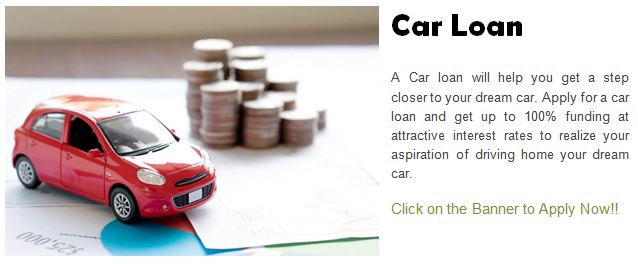 Car Loan
A Car loan will help you get a step
closer to your dream car. Apply for a car
loan and get up to 100% funding at
attractive interest rates to realize your
aspiration of driving home your dream
car.
Click on the Banner to Apply Now!!
$25,000